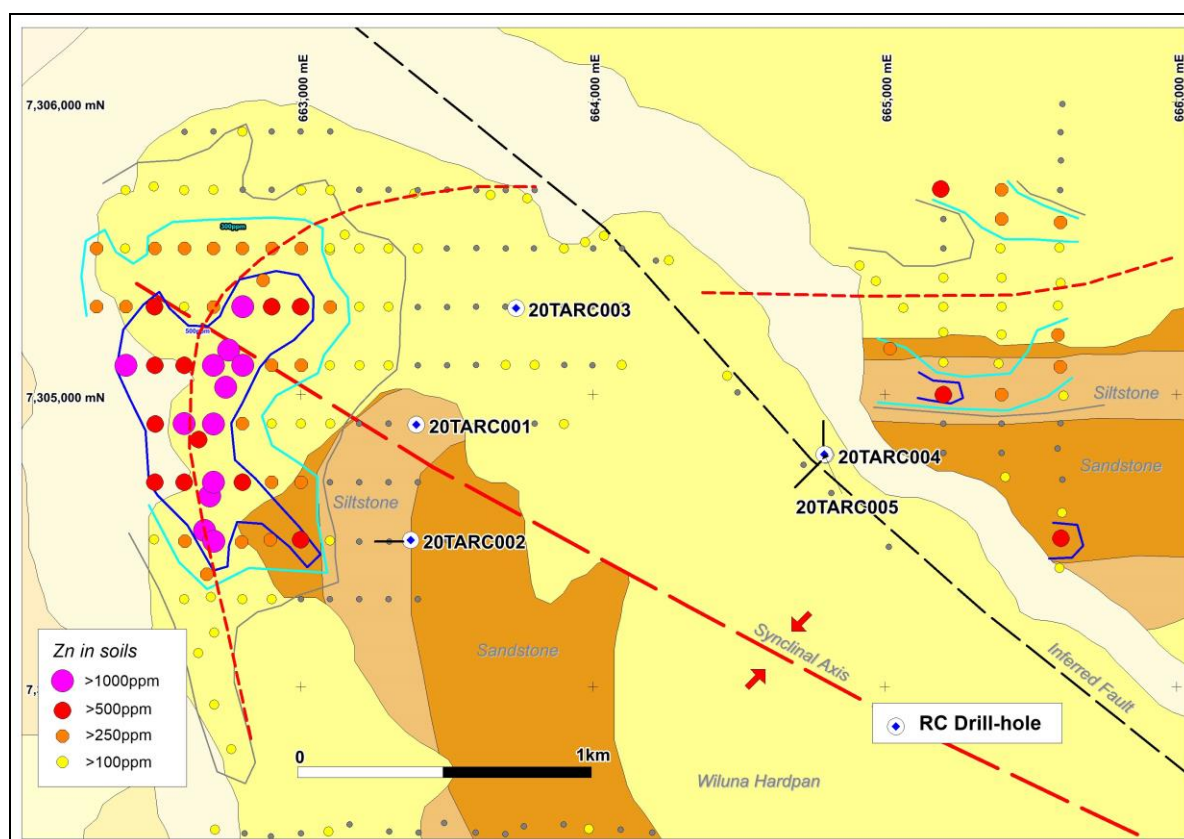 663,000 mE
664,000 mE
665,000 mE
666,000 mE
7,306,000 mN
300ppm
500ppm
20TARC003
7,305,000 mN
Siltstone
20TARC001
20TARC004
Sandstone
Siltstone
20TARC005
20TARC002
Zn in soils
>1000ppm
>500ppm
>250ppm
>100ppm
Sandstone
Synclinal Axis
Inferred Fault
RC Drill-hole
0
1km
Wiluna Hardpan